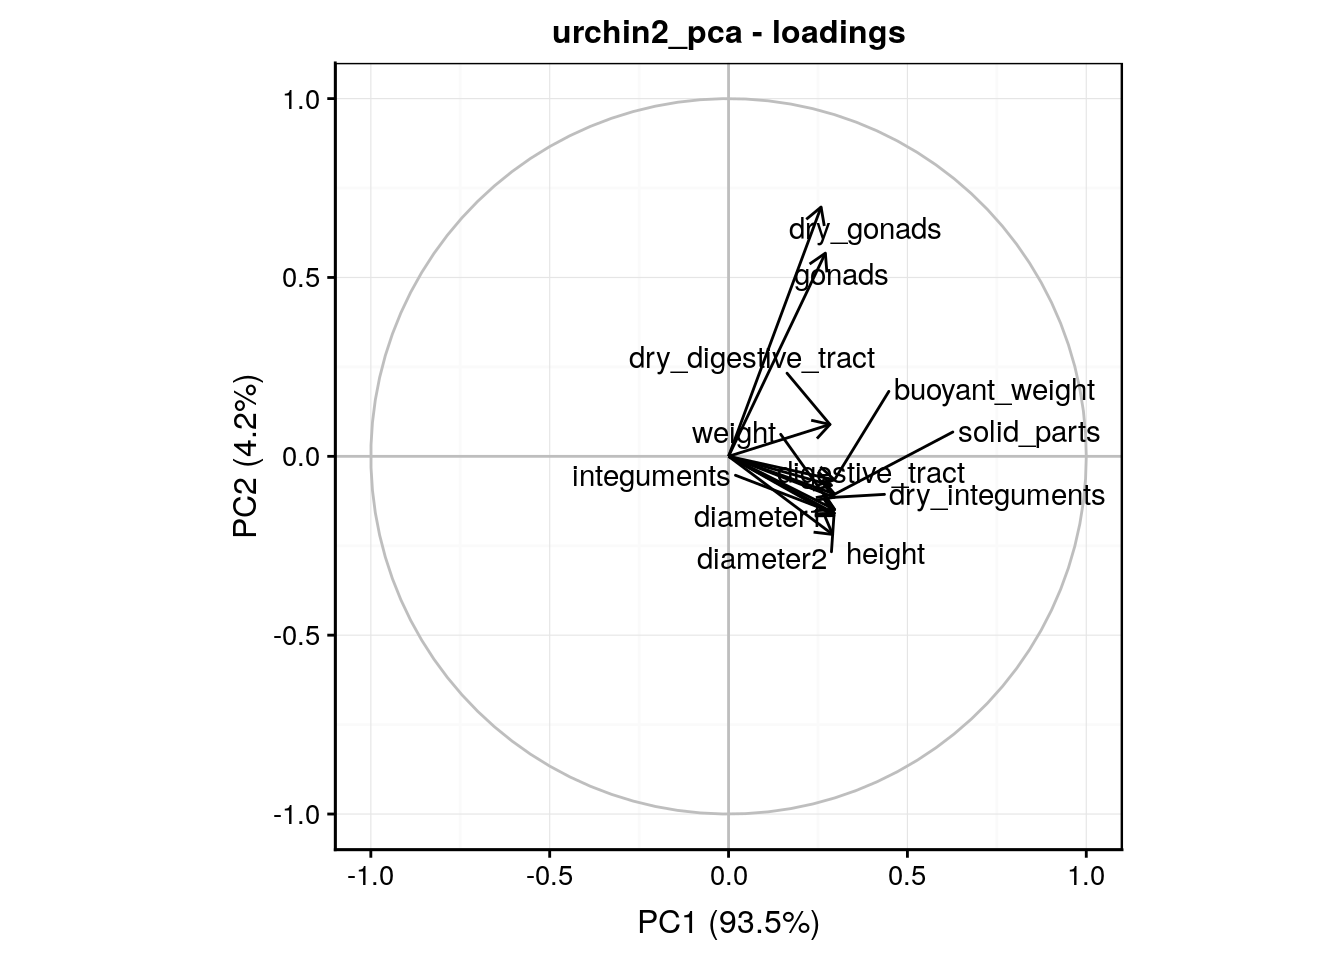 urchin2_pca - loadings
PC2 (4.2%)
1.0
0.5
0.0
-0.5
-1.0
dry_gonads
gonads
dry_digestive_tract
buoyant_weight
weight
solid_parts
digestive_tract
integuments
dry_integuments
diameter1
height
diameter2
-1.0
-0.5
0.0
0.5
1.0
PC1 (93.5%)